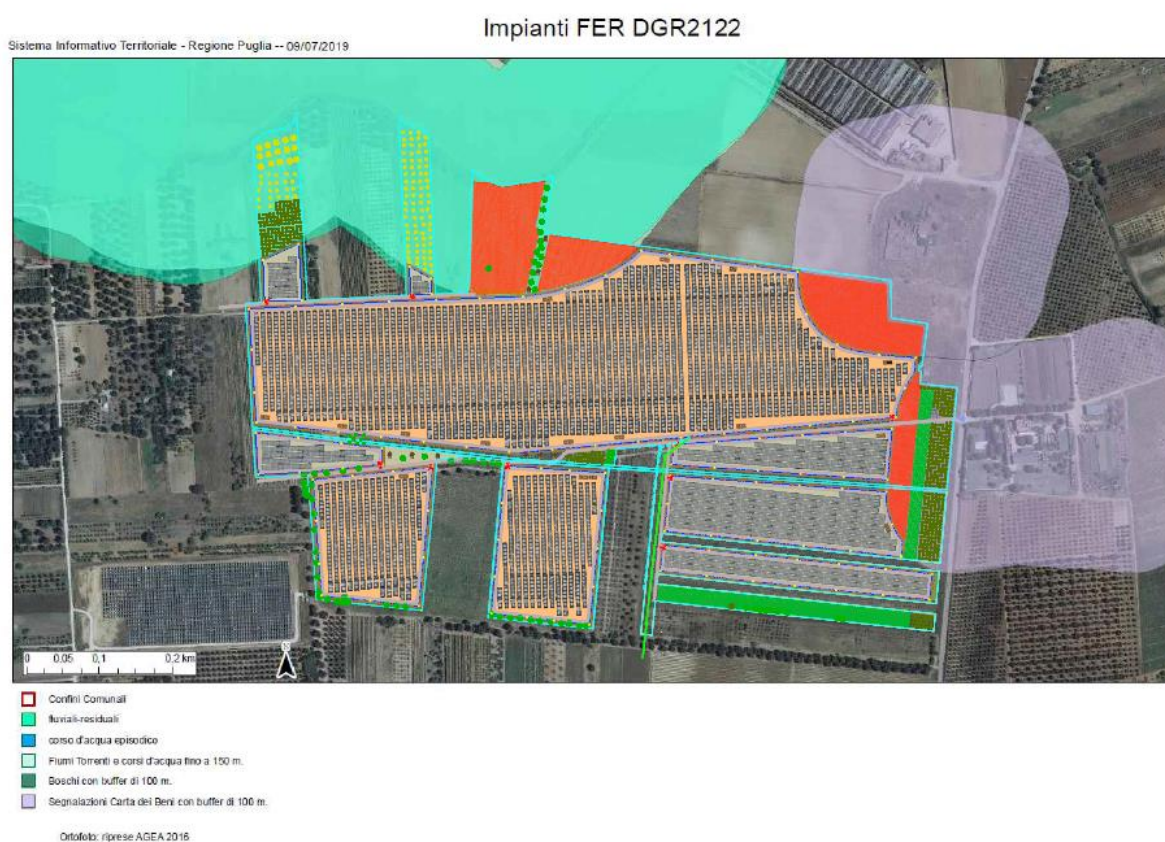 Impianti FER DGR2122
Sistema Informativo Territoriale - Regione Puglia -- 09/07/2019
0 0,05 0,1 0,2 km
Confini Comunali
fluviali-residuali
corso d'acqua episodico
Fiumi Torrenti e corsi d'acqua fino a 150 m.
Boschi con buffer di 100 m.
Segnalazioni Carta dei Beni con buffer di 100 m.
Ortofoto: riprese AGEA 2016